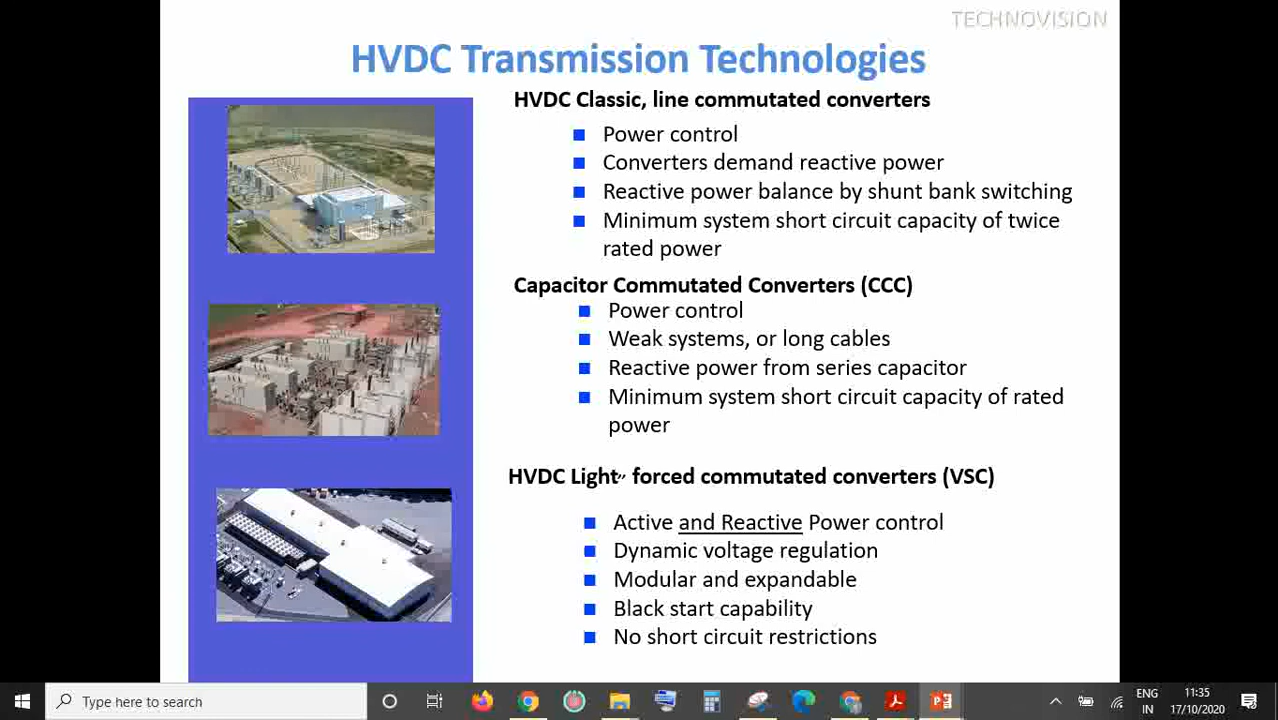 TECHNOVISION
HVDC Transmission Technologies
HVDC Classic, line commutated converters
Power control
Converters demand reactive power
Reactive power balance by shunt bank switching
Minimum system short circuit capacity of twice
rated power
Capacitor Commutated Converters (CCC)
Power control
Weak systems, or long cables
Reactive power from series capacitor
Minimum system short circuit capacity of rated
power
HVDC Light" forced commutated converters (VSC)
Active and Reactive Power control
Dynamic voltage regulation
Modular and expandable
Black start capability
No short circuit restrictions
Type here to search
ENG
IN
11:35
17/10/2020